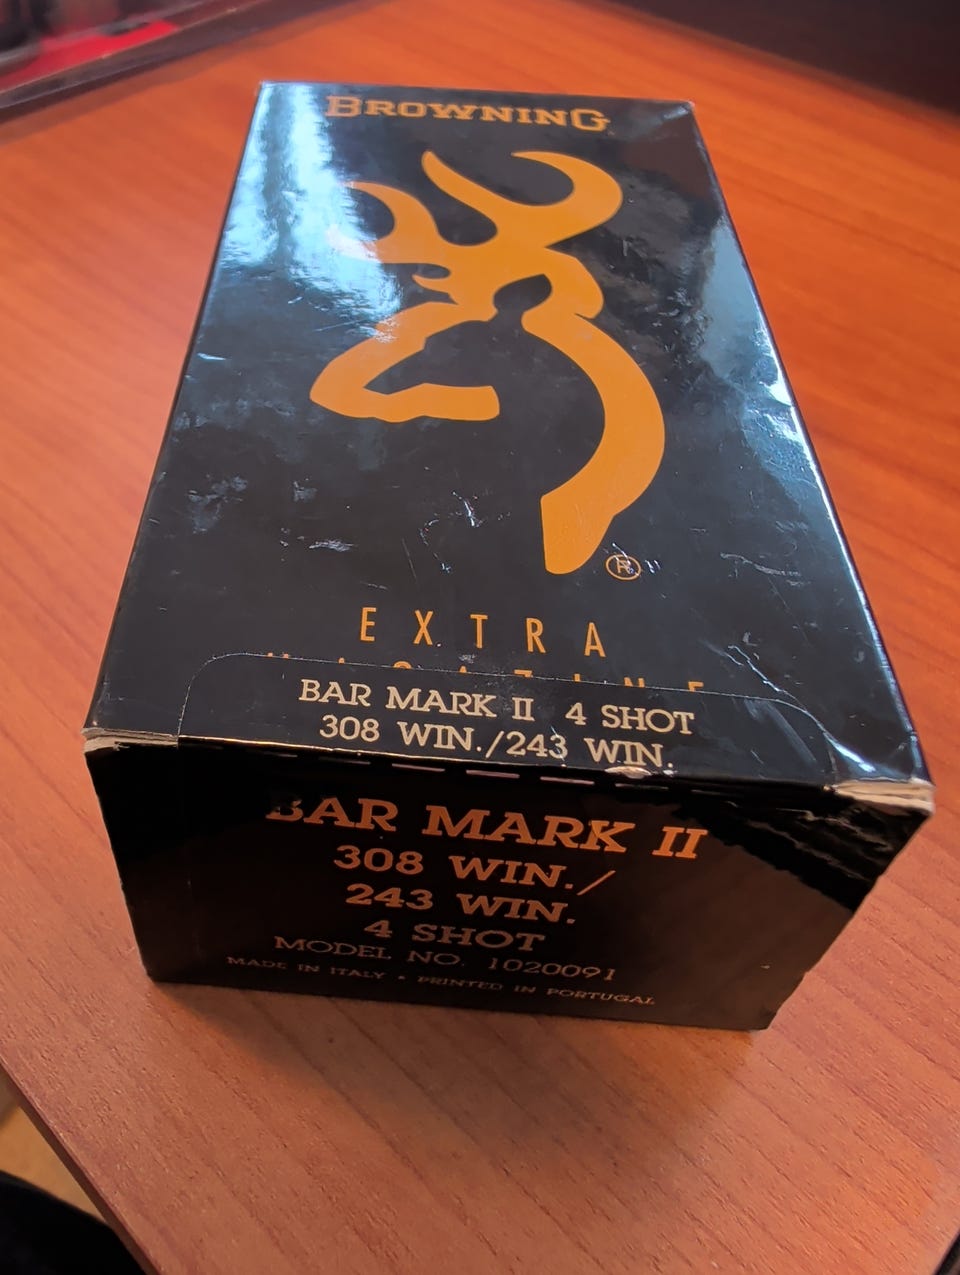 BROWNING
®
EXTRA
MAGAZINE
BAR MARK II 4 SHOT
308 WIN./243 WIN.
BAR MARK II
308 WIN./
243 WIN.
4 SHOT
MODEL NO. 1020091
MADE IN ITALY • PRINTED IN PORTUGAL